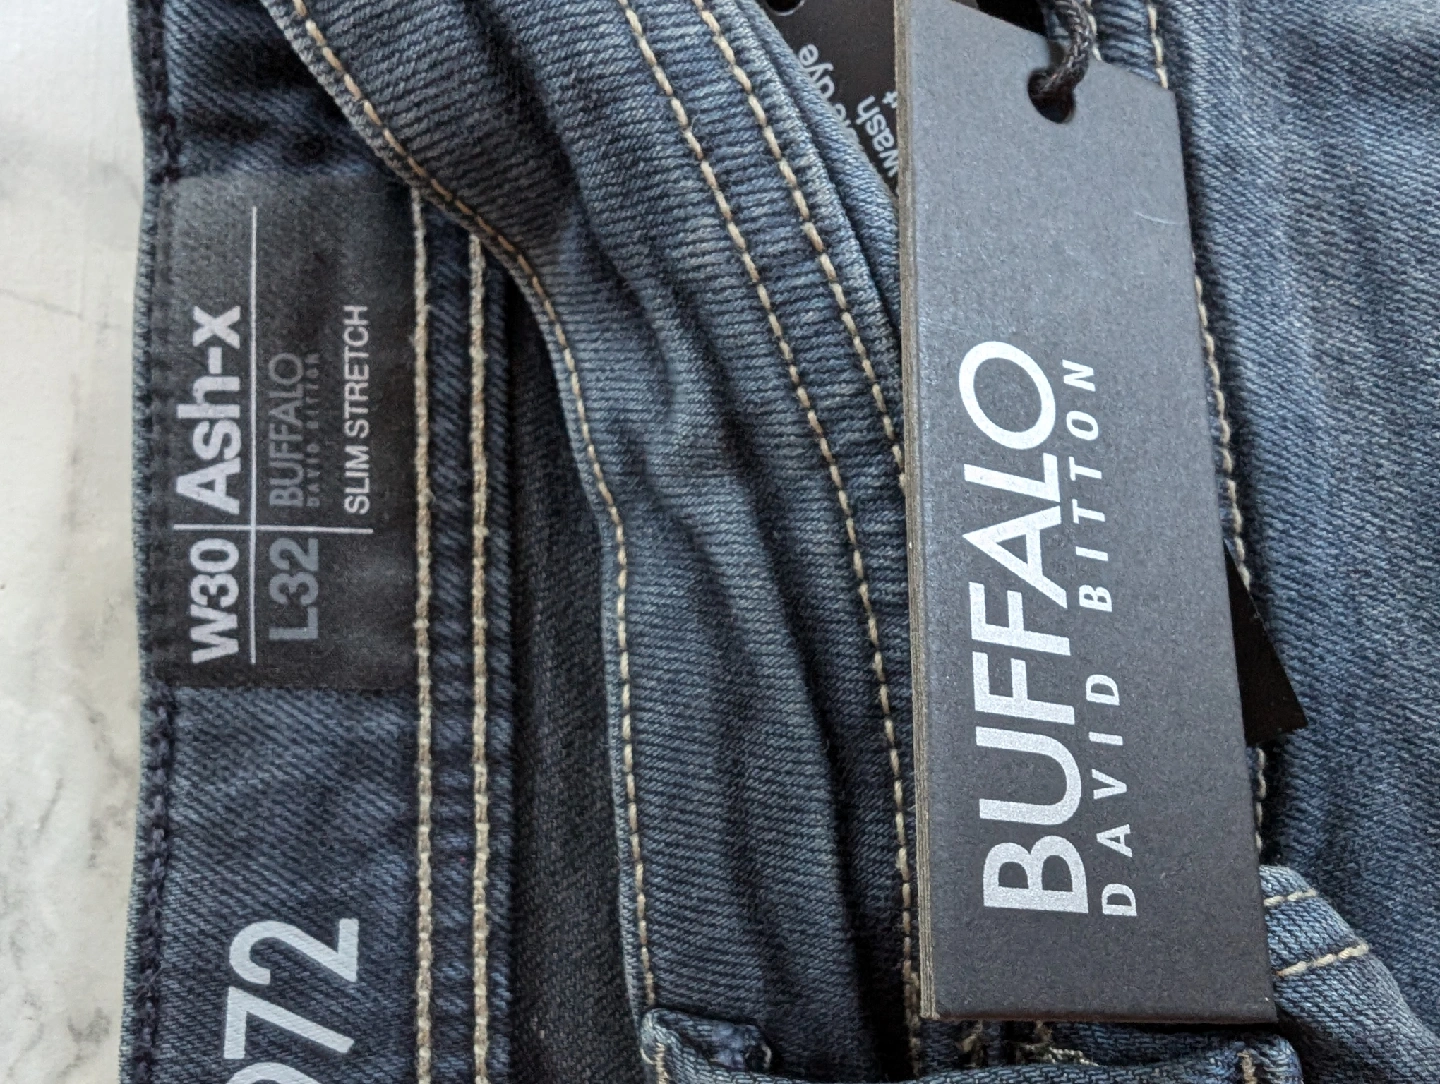 W30 Ash-x
L32 BUFFALO
DAVID BITTON
SLIM STRETCH
972
BUFFALO
DAVID BITTON
wash